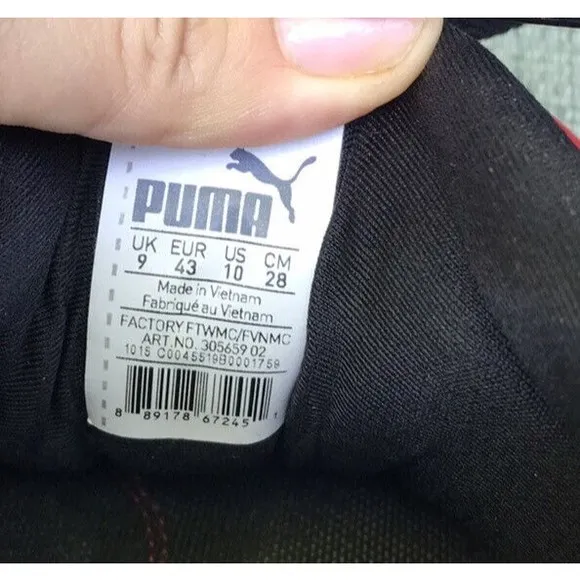 PUMA
UK EUR US CM
9 43 10 28
Made in Vietnam
Fabriqué au Vietnam
FACTORY FTWMC/FVNMC
ART.NO. 305659 02
1015 C0045519B0001759
8 89178 67245 1